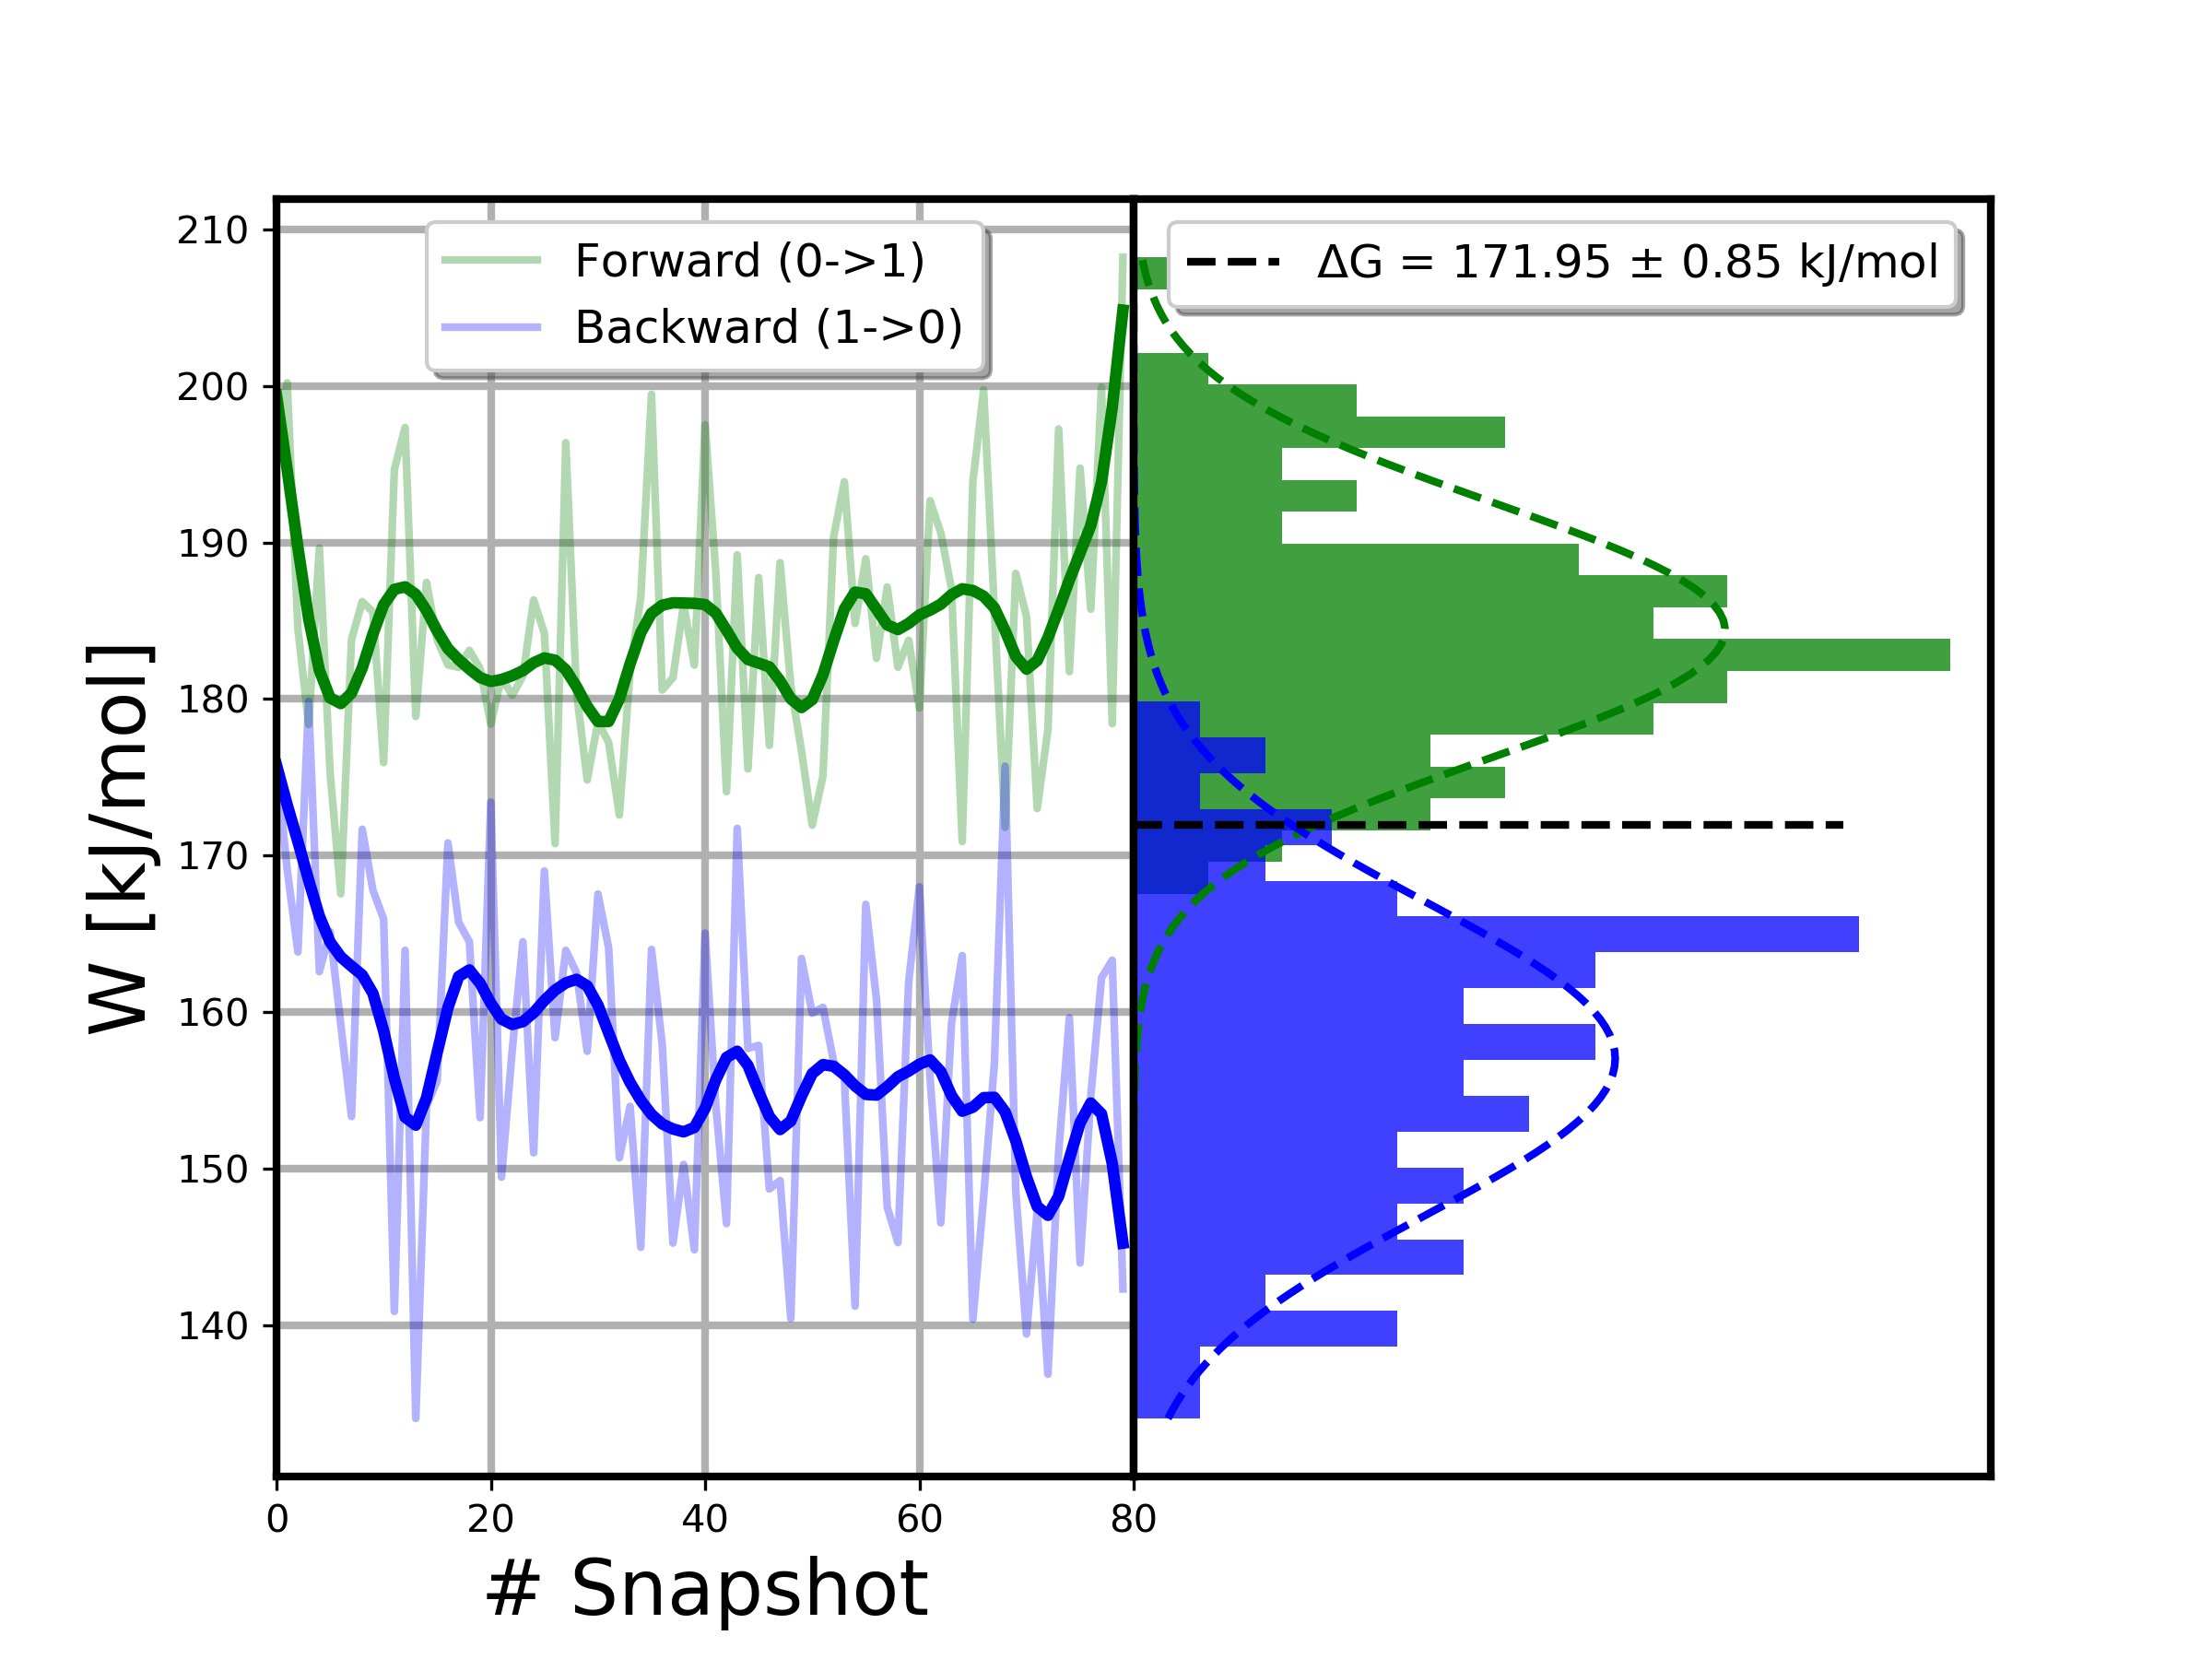 Forward (0->1)
Backward (1->0)
ΔG = 171.95 ± 0.85 kJ/mol
W [kJ/mol]
210
200
190
180
170
160
150
140
0 20 40 60 80
# Snapshot